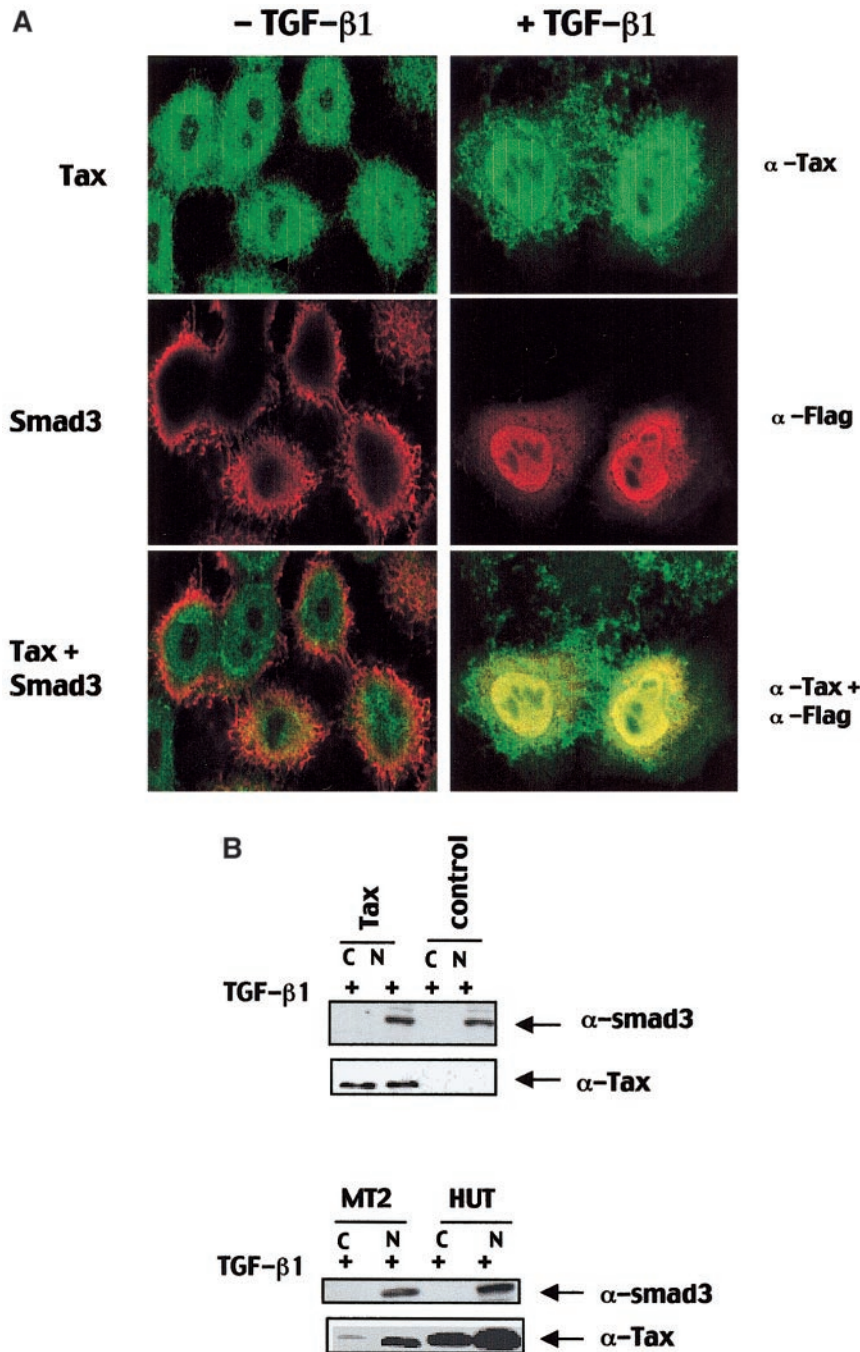 A
– TGF–β1
+ TGF–β1
Tax
α –Tax
Smad3
α –Flag
Tax +
Smad3
α –Tax +
α –Flag
B
Tax
control
C N C N
TGF–β1 + + + +
α–smad3
α–Tax
MT2 HUT
C N C N
TGF–β1 + + + +
α–smad3
α–Tax